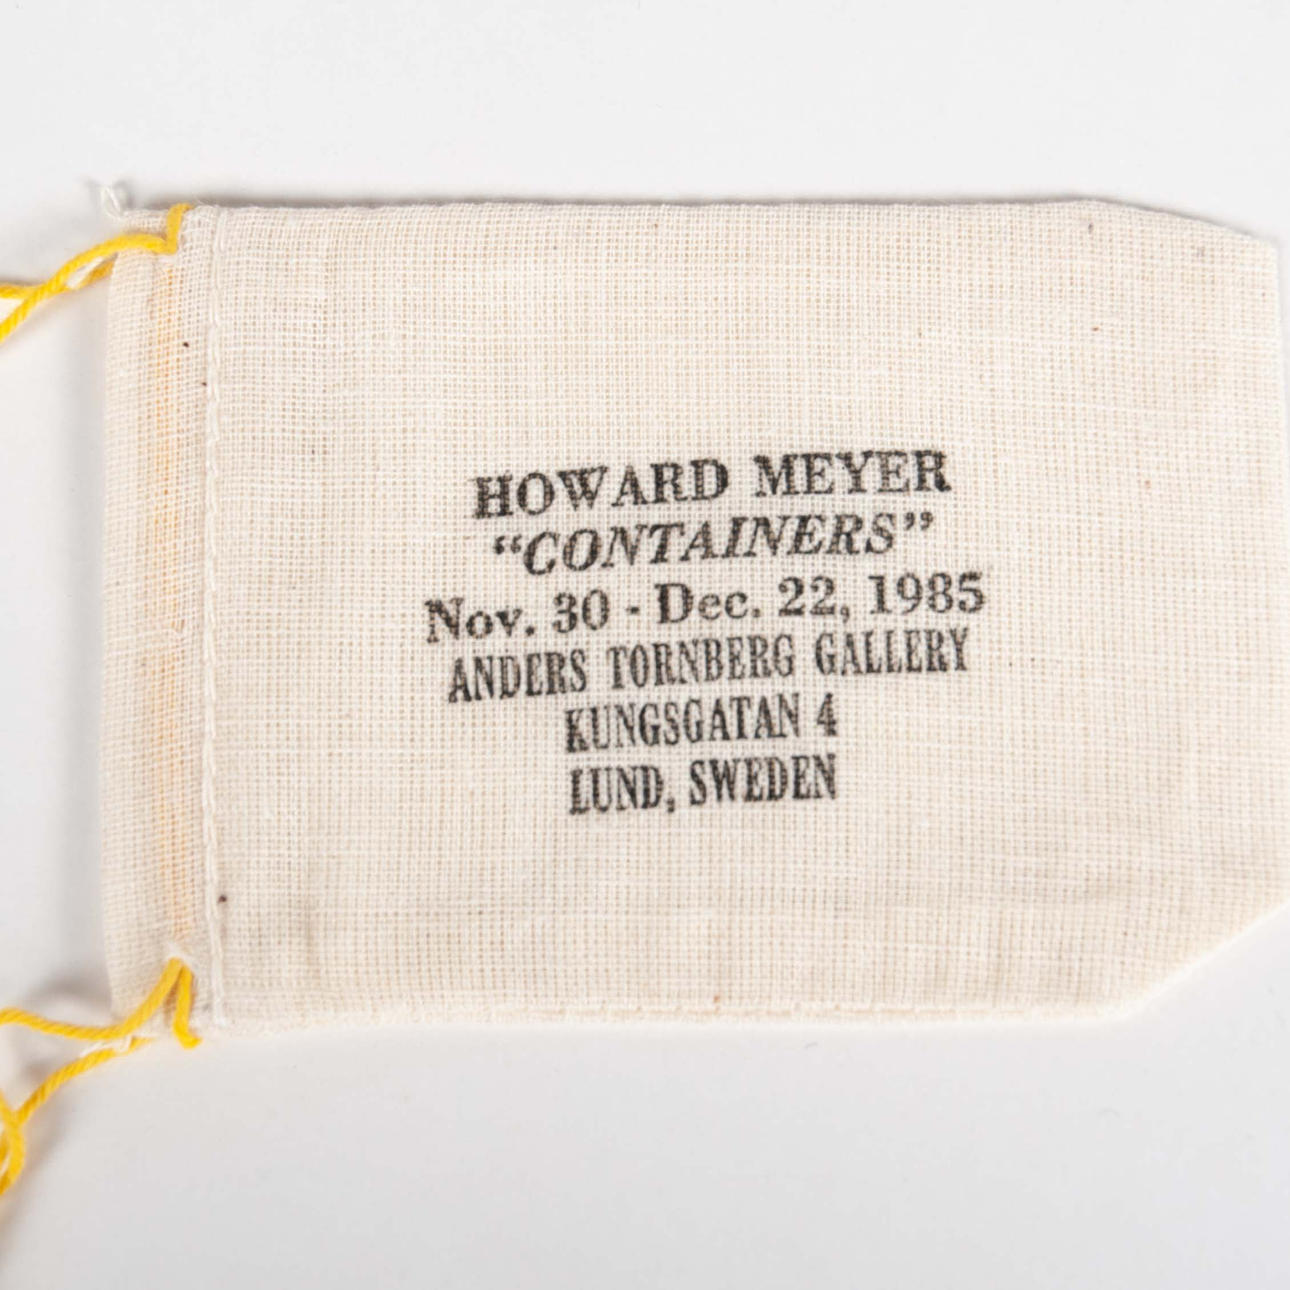 HOWARD MEYER
“CONTAINERS”
Nov. 30 - Dec. 22, 1985
ANDERS TORNBERG GALLERY
KUNGSGATAN 4
LUND, SWEDEN